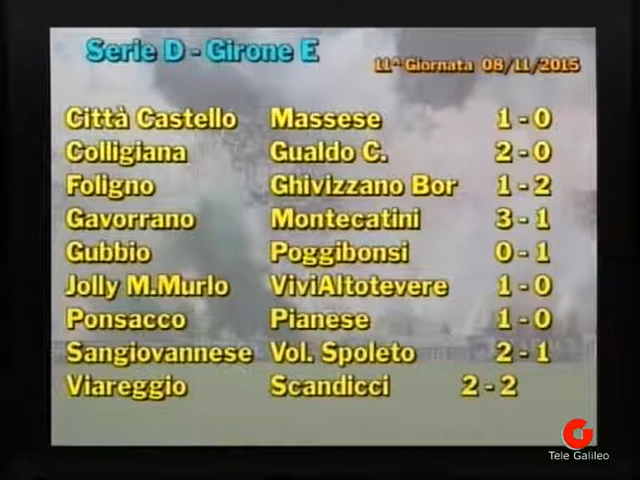 Serie D - Girone E
11ª Giornata 08/11/2015
Città Castello Massese 1 - 0
Colligiana Gualdo C. 2 - 0
Foligno Ghivizzano Bor 1 - 2
Gavorrano Montecatini 3 - 1
Gubbio Poggibonsi 0 - 1
Jolly M.Murlo ViviAltotevere 1 - 0
Ponsacco Pianese 1 - 0
Sangiovannese Vol. Spoleto 2 - 1
Viareggio Scandicci 2 - 2
Tele Galileo